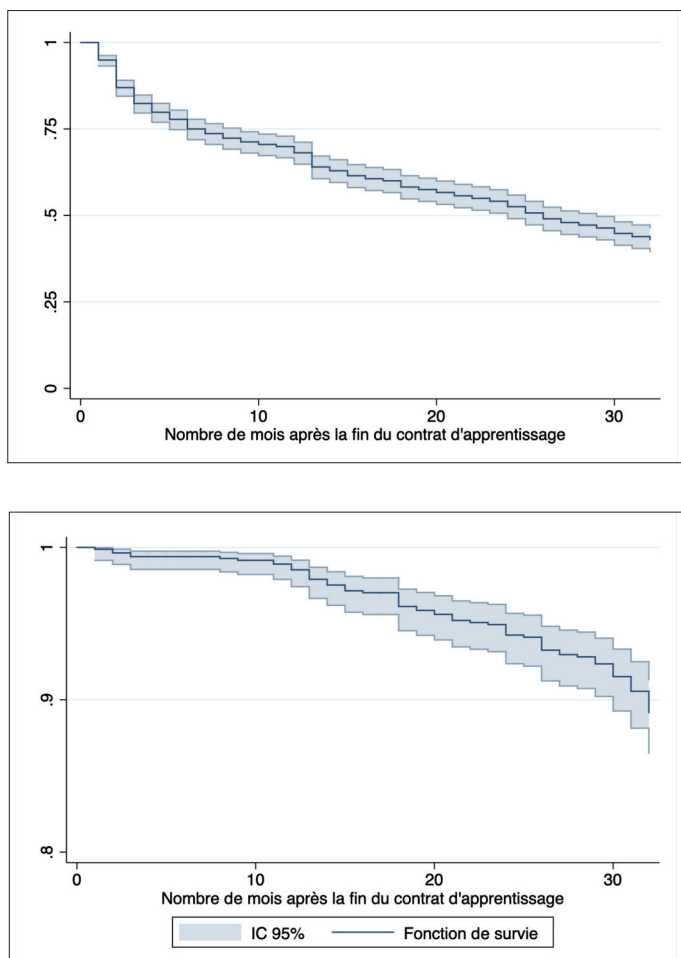 1
.75
.5
.25
0
0 10 20 30
Nombre de mois après la fin du contrat d'apprentissage
1
.9
.8
0 10 20 30
Nombre de mois après la fin du contrat d'apprentissage
IC 95% Fonction de survie